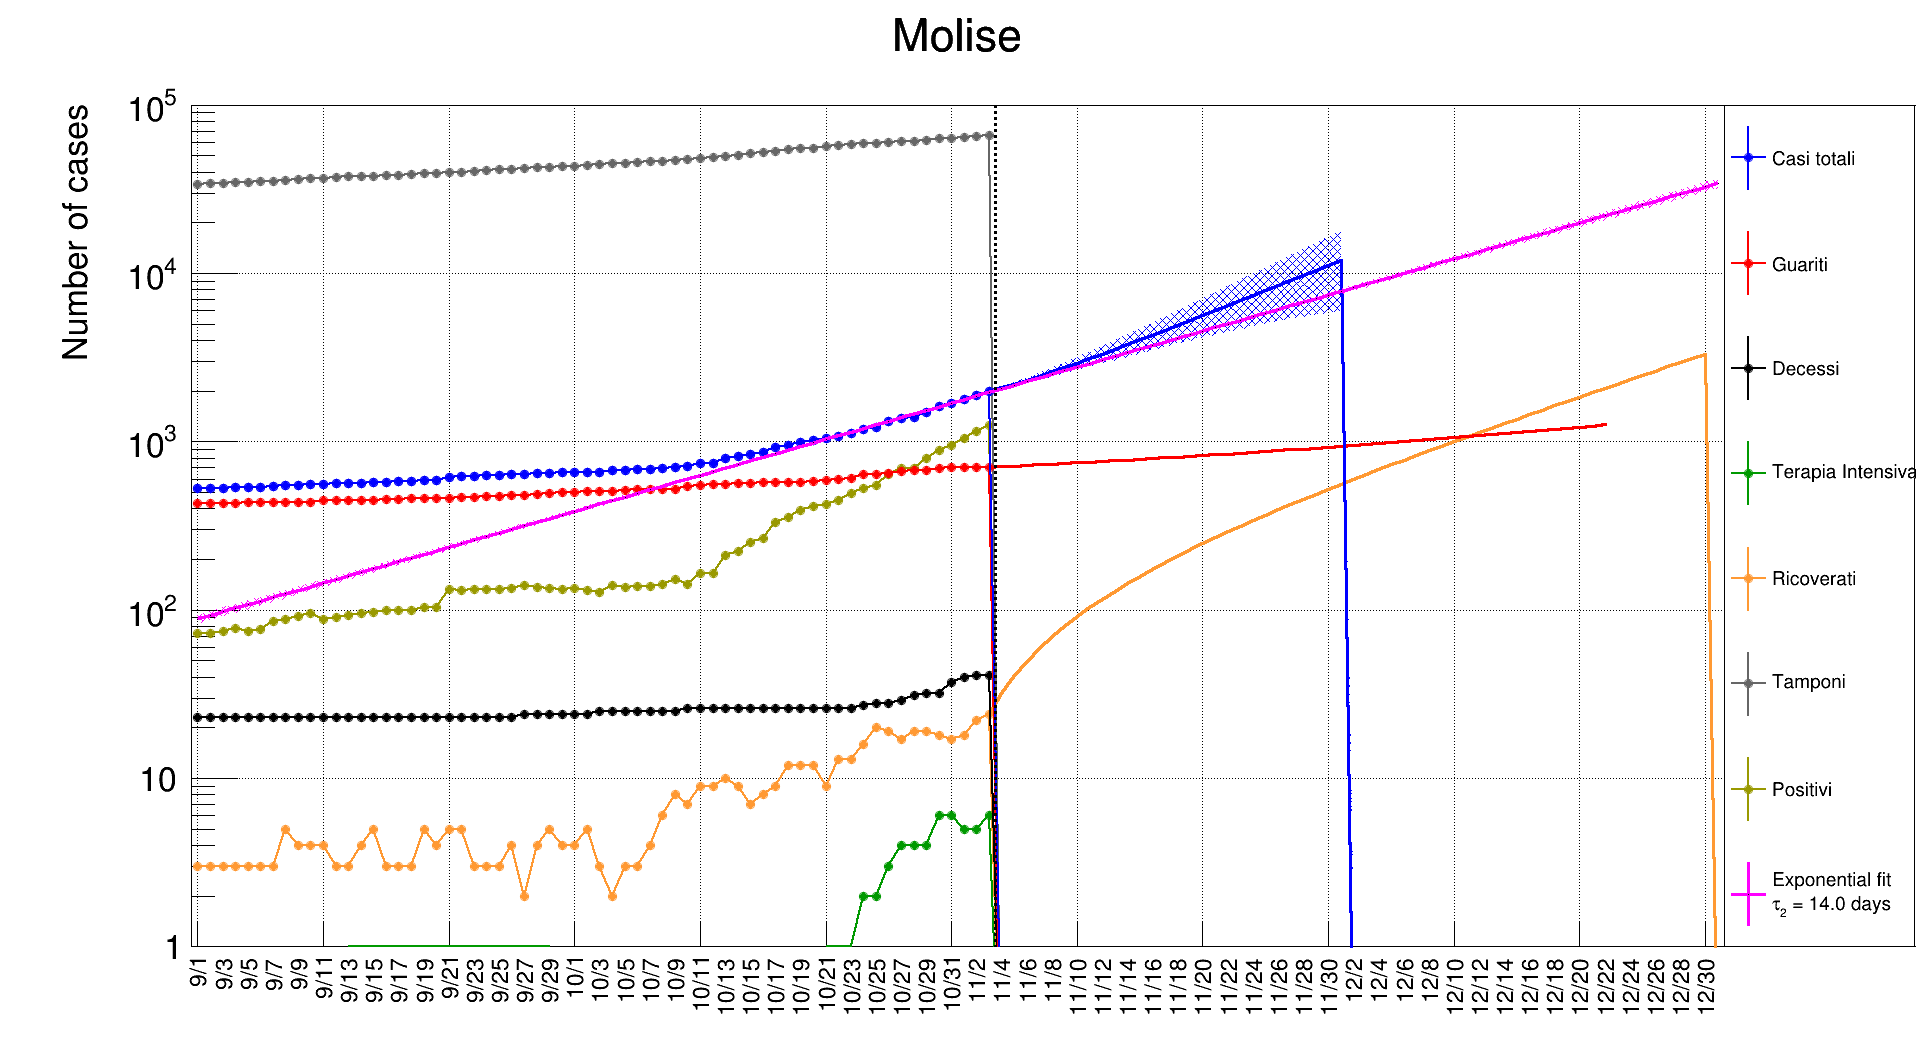 Molise
Number of cases
10^5
10^4
10^3
10^2
10
1
9/1 9/3 9/5 9/7 9/9 9/11 9/13 9/15 9/17 9/19 9/21 9/23 9/25 9/27 9/29 10/1 10/3 10/5 10/7 10/9 10/11 10/13 10/15 10/17 10/19 10/21 10/23 10/25 10/27 10/29 10/31 11/2 11/4 11/6 11/8 11/10 11/12 11/14 11/16 11/18 11/20 11/22 11/24 11/26 11/28 11/30 12/2 12/4 12/6 12/8 12/10 12/12 12/14 12/16 12/18 12/20 12/22 12/24 12/26 12/28 12/30
Casi totali
Guariti
Decessi
Terapia Intensiva
Ricoverati
Tamponi
Positivi
Exponential fit
τ₂ = 14.0 days